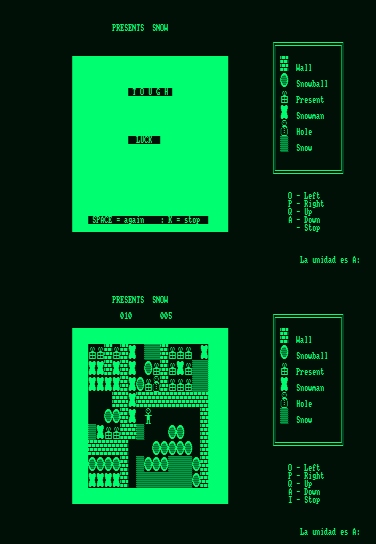 PRESENTS SNOW
T O U G H
LUCK
SPACE = again : N = stop
Wall
Snowball
Present
Snowman
Hole
Snow
O - Left
P - Right
Q - Up
A - Down
- Stop
La unidad es A:
PRESENTS SNOW
010 005
Wall
Snowball
Present
Snowman
Hole
Snow
O - Left
P - Right
Q - Up
A - Down
I - Stop
La unidad es A: